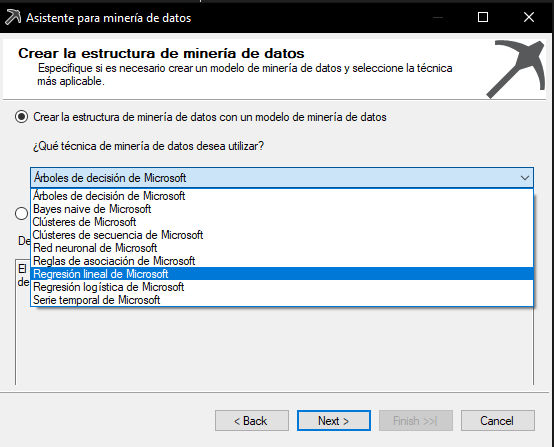 Asistente para minería de datos
Crear la estructura de minería de datos
Especifique si es necesario crear un modelo de minería de datos y seleccione la técnica
más aplicable.
Crear la estructura de minería de datos con un modelo de minería de datos
¿Qué técnica de minería de datos desea utilizar?
Árboles de decisión de Microsoft
Árboles de decisión de Microsoft
Bayes naive de Microsoft
Clústeres de Microsoft
Clústeres de secuencia de Microsoft
Red neuronal de Microsoft
Reglas de asociación de Microsoft
Regresión lineal de Microsoft
Regresión logística de Microsoft
Serie temporal de Microsoft
De
El
de
< Back
Next >
Finish >>|
Cancel